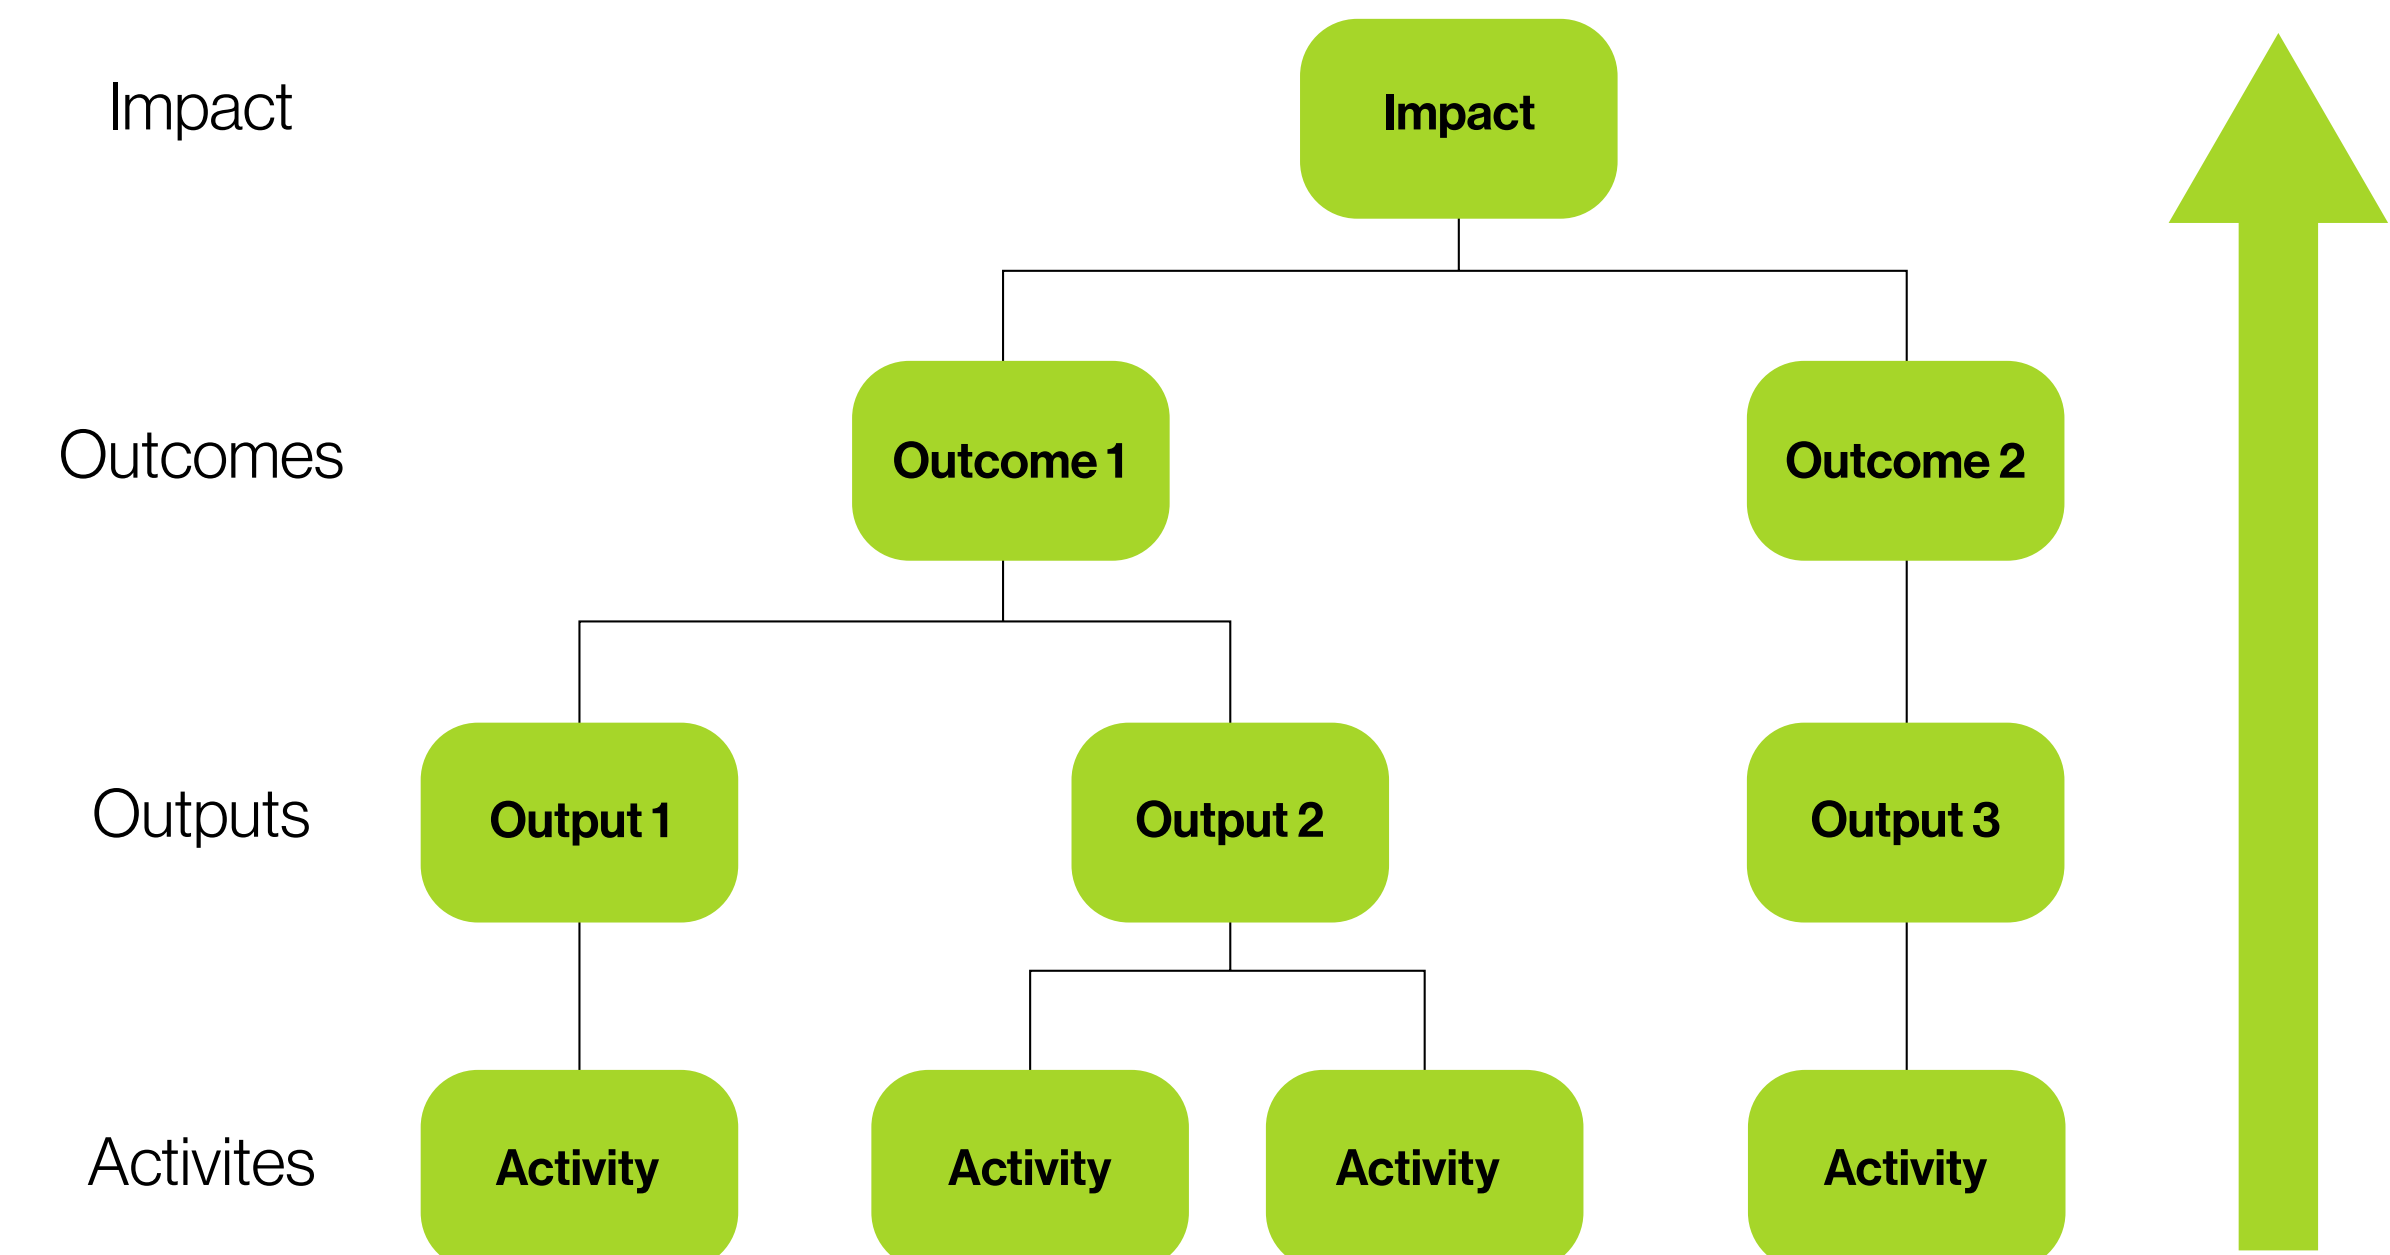 Impact
Impact
Outcomes
Outcome 1
Outcome 2
Outputs
Output 1
Output 2
Output 3
Activites
Activity
Activity
Activity
Activity